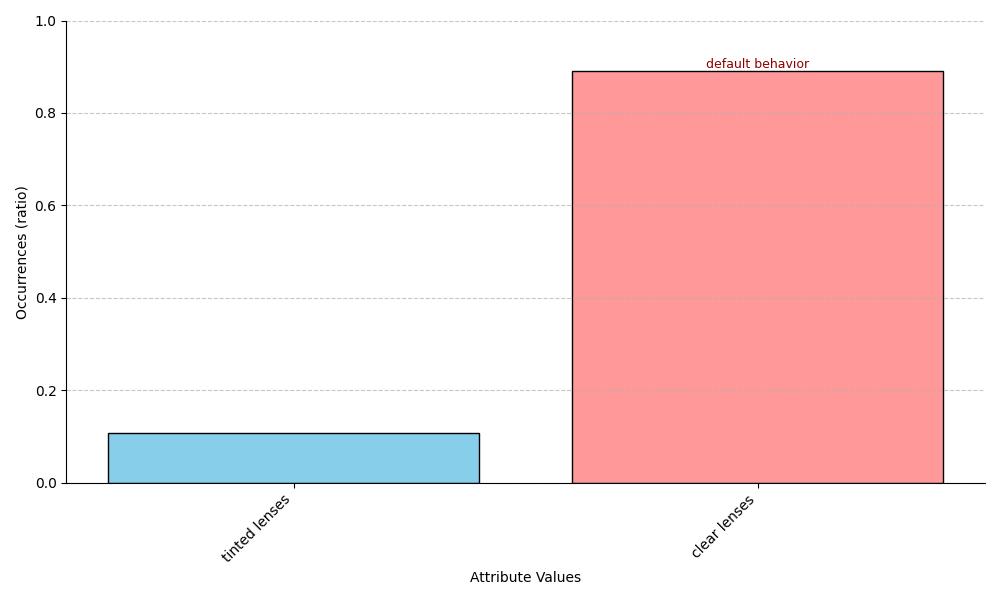 1.0
default behavior
0.8
0.6
0.4
0.2
0.0
Occurrences (ratio)
tinted lenses
clear lenses
Attribute Values